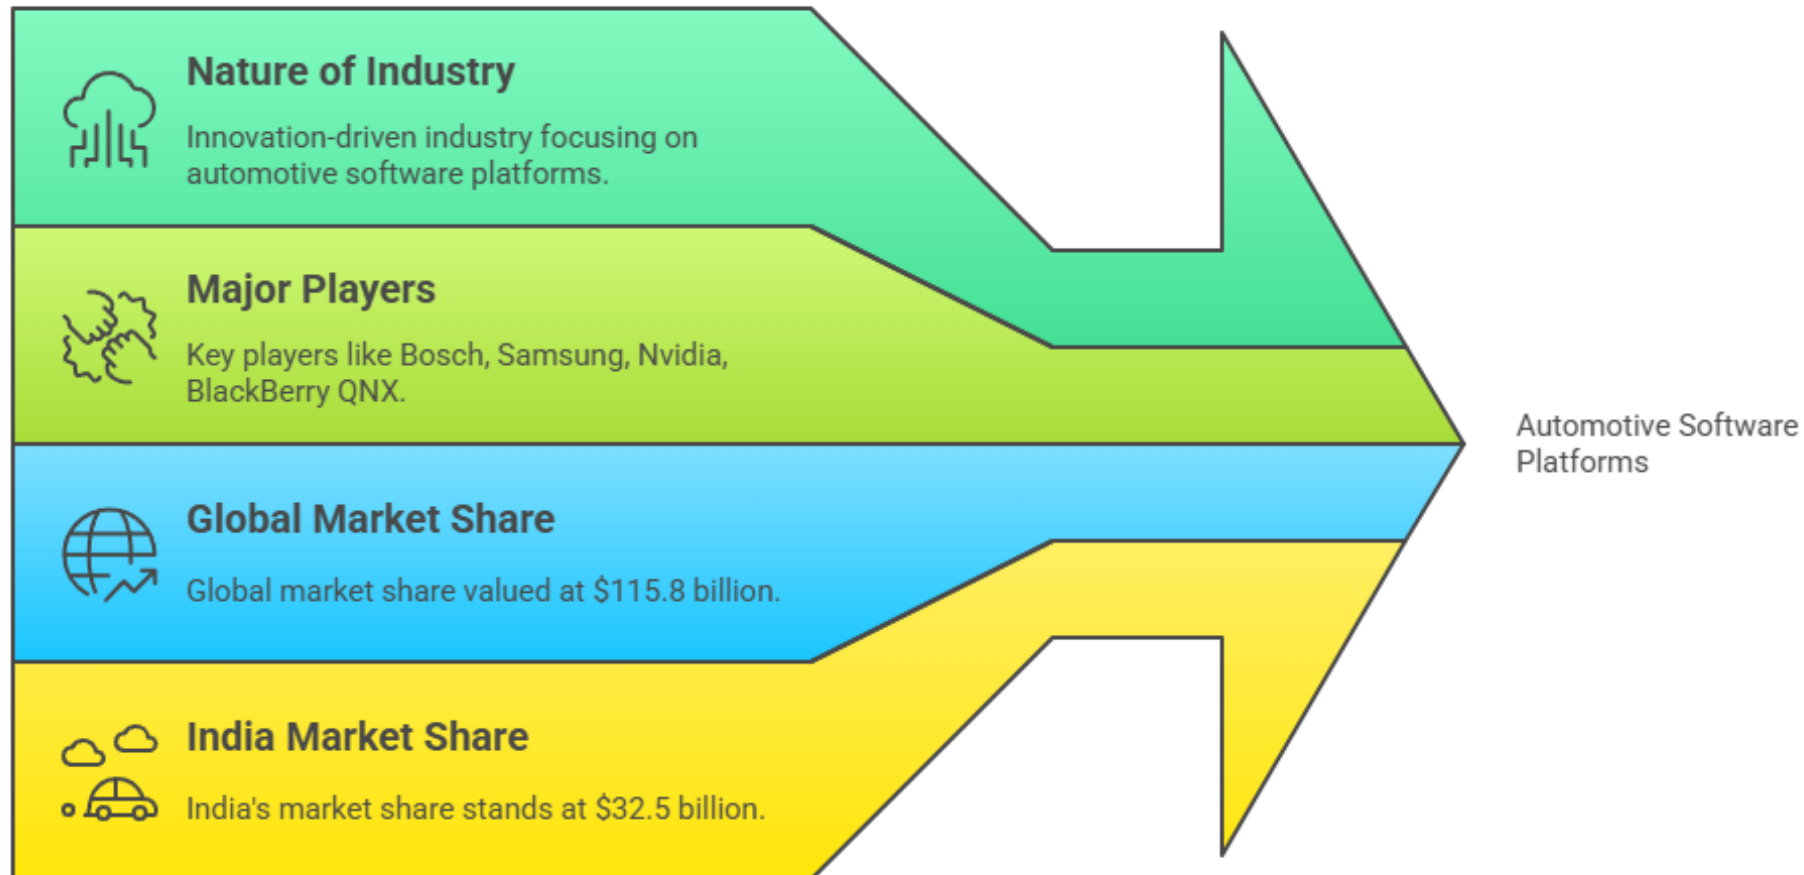 Nature of Industry
Innovation-driven industry focusing on
automotive software platforms.
Major Players
Key players like Bosch, Samsung, Nvidia,
BlackBerry QNX.
Global Market Share
Global market share valued at $115.8 billion.
India Market Share
India's market share stands at $32.5 billion.
Automotive Software
Platforms